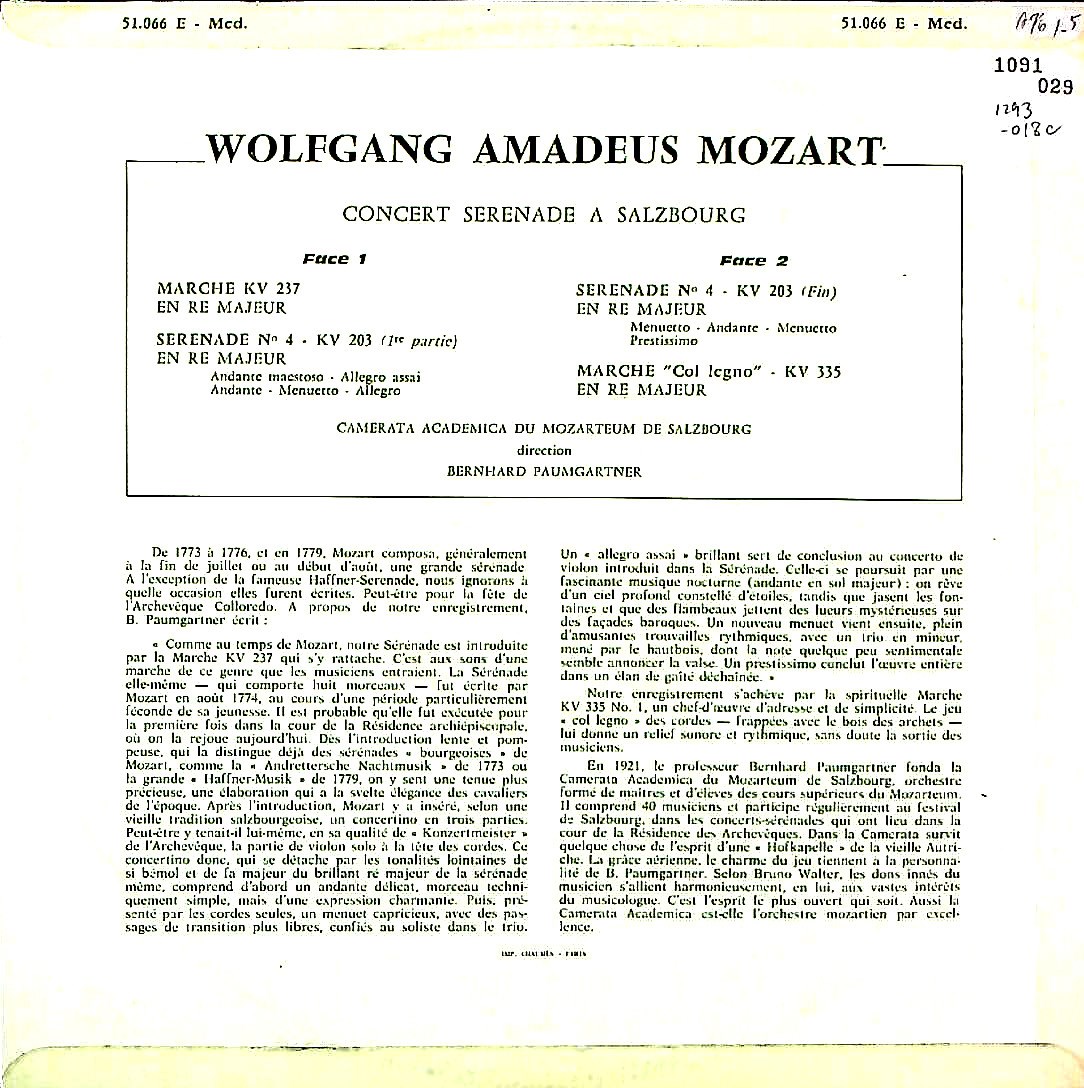 51.066 E - Med.
51.066 E - Med.
1091
029
1293
-018c
WOLFGANG AMADEUS MOZART
CONCERT SERENADE A SALZBOURG
Face 1
MARCHE KV 237
EN RE MAJEUR
SERENADE Nº 4 - KV 203 (1re partie)
EN RE MAJEUR
Andante maestoso - Allegro assai
Andante - Menuetto - Allegro
Face 2
SERENADE Nº 4 - KV 203 (Fin)
EN RE MAJEUR
Menuetto - Andante - Menuetto
Prestissimo
MARCHE "Col legno" - KV 335
EN RE MAJEUR
CAMERATA ACADEMICA DU MOZARTEUM DE SALZBOURG
direction
BERNHARD PAUMGARTNER
De 1773 à 1776, et en 1779, Mozart composa, généralement
à la fin de juillet ou au début d'août, une grande sérénade
A l'exception de la fameuse Haffner-Serenade, nous ignorons à
quelle occasion elles furent écrites. Peut-être pour la fête de
l'Archevêque Colloredo. A propos de notre enregistrement,
B. Paumgartner écrit :
« Comme au temps de Mozart, notre Sérénade est introduite
par la Marche KV 237 qui s'y rattache. C'est aux sons d'une
marche de ce genre que les musiciens entraient. La Sérénade
elle-même — qui comporte huit morceaux — fut écrite par
Mozart en août 1774, au cours d'une période particulièrement
féconde de sa jeunesse. Il est probable qu'elle fut exécutée pour
la première fois dans la cour de la Résidence archiépiscopale,
où on la rejoue aujourd'hui. Dès l'introduction lente et pom-
peuse, qui la distingue déjà des sérénades « bourgeoises » de
Mozart, comme la « Andrettersche Nachtmusik » de 1773 ou
la grande « Haffner-Musik » de 1779, on y sent une tenue plus
précieuse, une élaboration qui a la svelte élégance des cavaliers
de l'époque. Après l'introduction, Mozart y a inséré, selon une
vieille tradition salzbourgeoise, un concertino en trois parties.
Peut-être y tenait-il lui-même, en sa qualité de « Konzertmeister »
de l'Archevêque, la partie de violon solo à la tête des cordes. Ce
concertino donc, qui se détache par les tonalités lointaines de
si bémol et de fa majeur du brillant ré majeur de la sérénade
même, comprend d'abord un andante délicat, morceau techni-
quement simple, mais d'une expression charmante. Puis, pré-
senté par les cordes seules, un menuet capricieux, avec des pas-
sages de transition plus libres, confiés au soliste dans le trio.
Un « allegro assai » brillant sert de conclusion au concerto de
violon introduit dans la Sérénade. Celle-ci se poursuit par une
fascinante musique nocturne (andante en sol majeur) : on rêve
d'un ciel profond constellé d'étoiles, tandis que jasent les fon-
taines et que des flambeaux jettent des lueurs mystérieuses sur
des façades baroques. Un nouveau menuet vient ensuite, plein
d'amusantes trouvailles rythmiques, avec un trio en mineur,
mené par le hautbois, dont la note quelque peu sentimentale
semble annoncer la valse. Un prestissimo conclut l'œuvre entière
dans un élan de gaîté déchaînée. »
Notre enregistrement s'achève par la spirituelle Marche
KV 335 No. 1, un chef-d'œuvre d'adresse et de simplicité. Le jeu
« col legno » des cordes — frappées avec le bois des archets —
lui donne un relief sonore et rythmique, sans doute la sortie des
musiciens.
En 1921, le professeur Bernhard Paumgartner fonda la
Camerata Academica du Mozarteum de Salzbourg, orchestre
formé de maîtres et d'élèves des cours supérieurs du Mozarteum.
Il comprend 40 musiciens et participe régulièrement au festival
de Salzbourg, dans les concerts-sérénades qui ont lieu dans la
cour de la Résidence des Archevêques. Dans la Camerata survit
quelque chose de l'esprit d'une « Hofkapelle » de la vieille Autri-
che. La grâce aérienne, le charme du jeu tiennent à la personna-
lité de B. Paumgartner. Selon Bruno Walter, les dons innés du
musicien s'allient harmonieusement, en lui, aux vastes intérêts
du musicologue. C'est l'esprit le plus ouvert qui soit. Aussi la
Camerata Academica est-elle l'orchestre mozartien par excel-
lence.
IMP. - PARIS